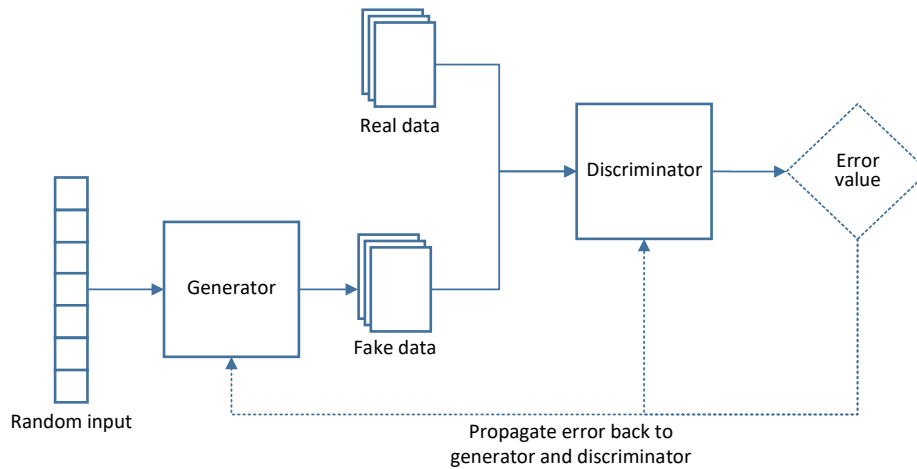 Real data
Discriminator
Error
value
Generator
Fake data
Random input
Propagate error back to
generator and discriminator